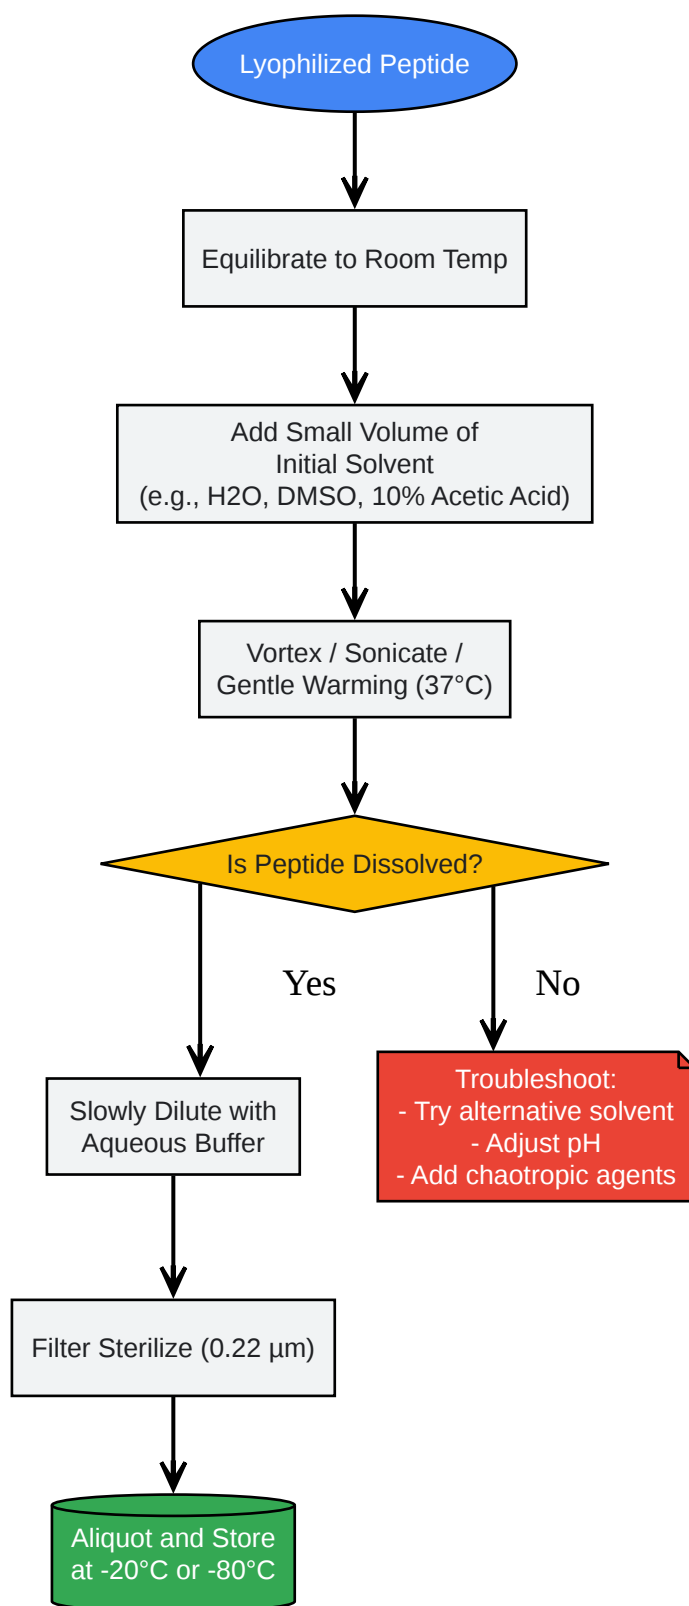 Lyophilized Peptide
Equilibrate to Room Temp
Add Small Volume of
Initial Solvent
(e.g., H2O, DMSO, 10% Acetic Acid)
Vortex / Sonicate /
Gentle Warming (37°C)
Is Peptide Dissolved?
Yes
No
Slowly Dilute with
Aqueous Buffer
Troubleshoot:
- Try alternative solvent
- Adjust pH
- Add chaotropic agents
Filter Sterilize (0.22 µm)
Aliquot and Store
at -20°C or -80°C